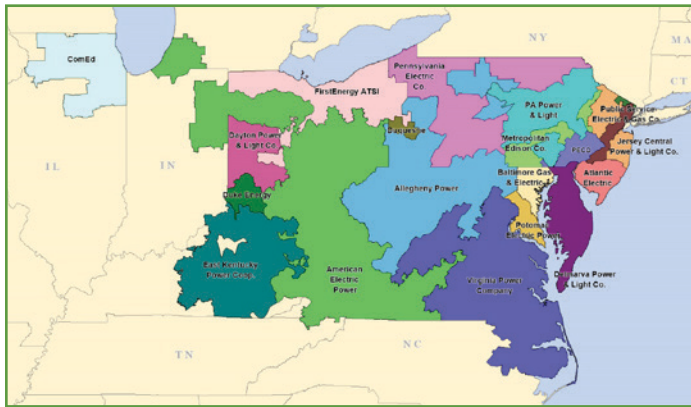 NY
MA
ComEd
Pennsylvania
Electric
Co.
CT
FirstEnergy ATSI
PA Power
& Light
Public Service
Electric & Gas Co.
Duquesne
Dayton Power
& Light Co.
Metropolitan
Edison Co.
PECO
Jersey Central
Power & Light Co.
IL
IN
Baltimore Gas
& Electric
Atlantic
Electric
Allegheny Power
Duke Energy
Potomac
Electric Power
East Kentucky
Power Coop.
American
Electric
Power
Virginia Power
Company
Delmarva Power
& Light Co.
TN
NC